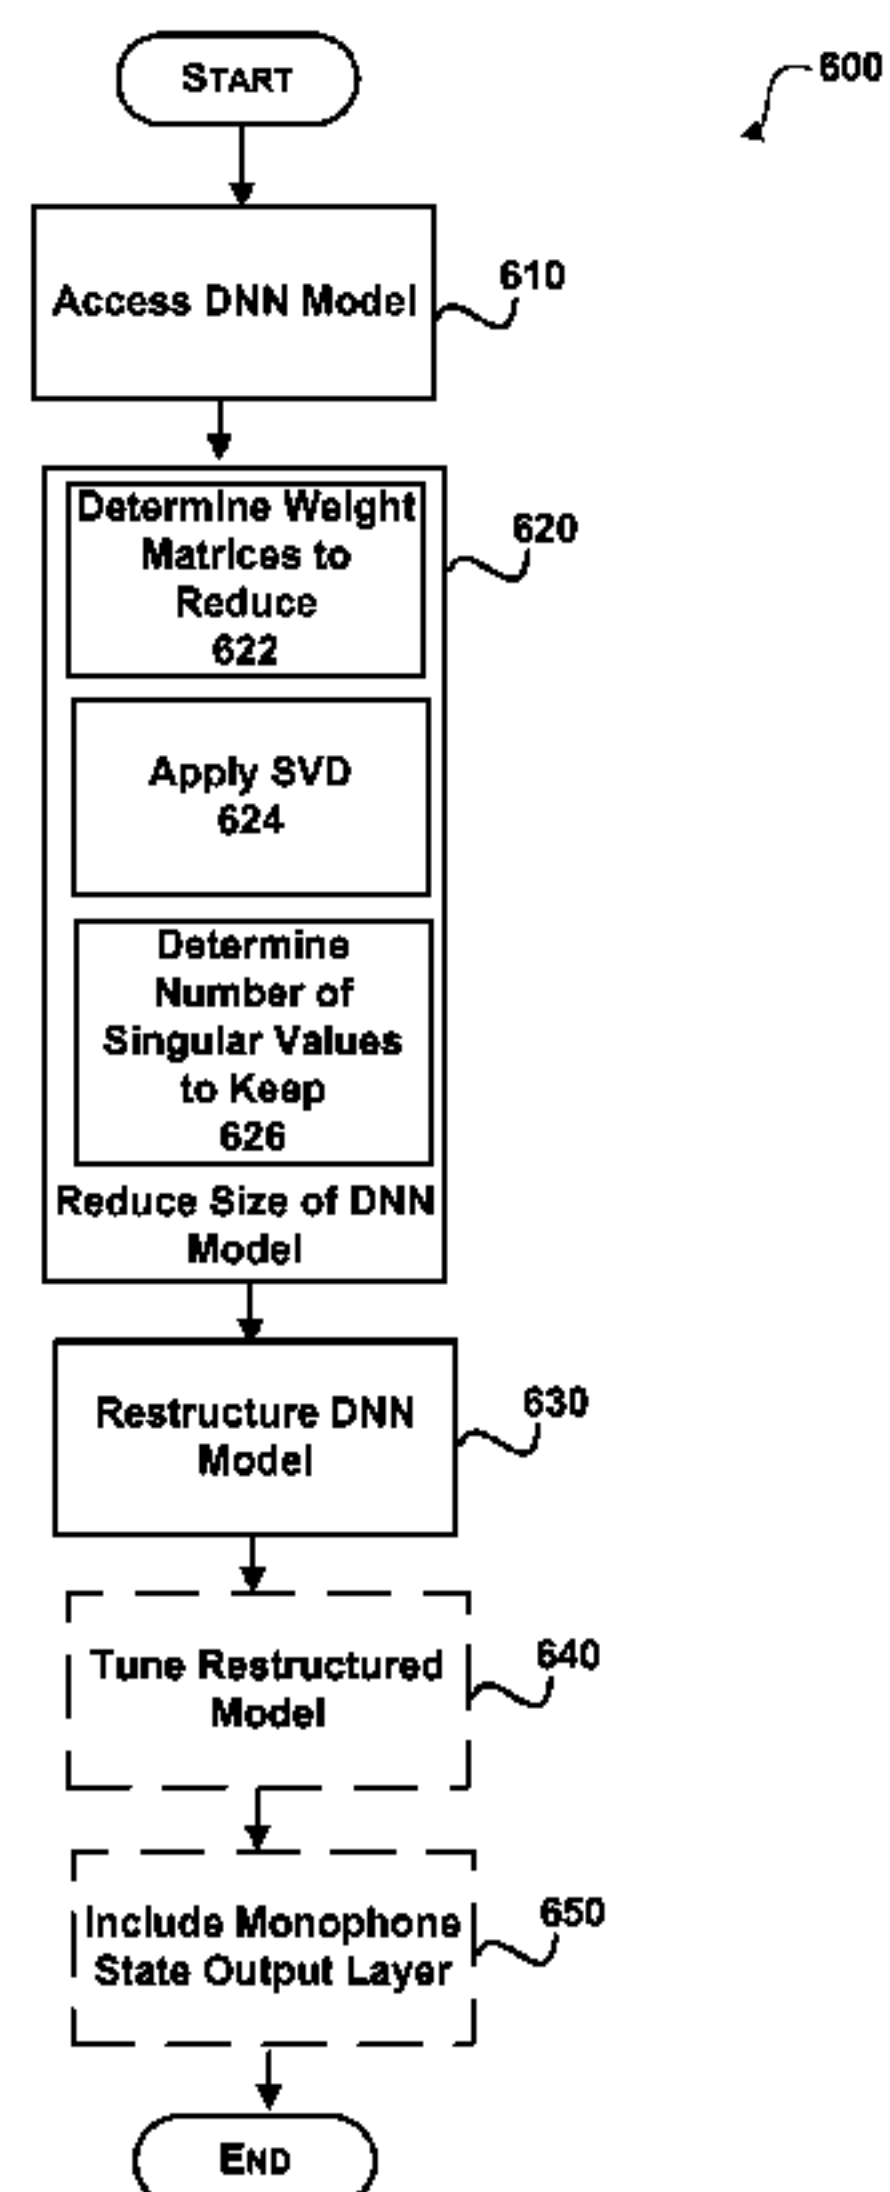 START
600
Access DNN Model
610
Determine Weight
Matrices to
Reduce
622
620
Apply SVD
624
Determine
Number of
Singular Values
to Keep
626
Reduce Size of DNN
Model
Restructure DNN
Model
630
Tune Restructured
Model
640
Include Monophone
State Output Layer
650
END